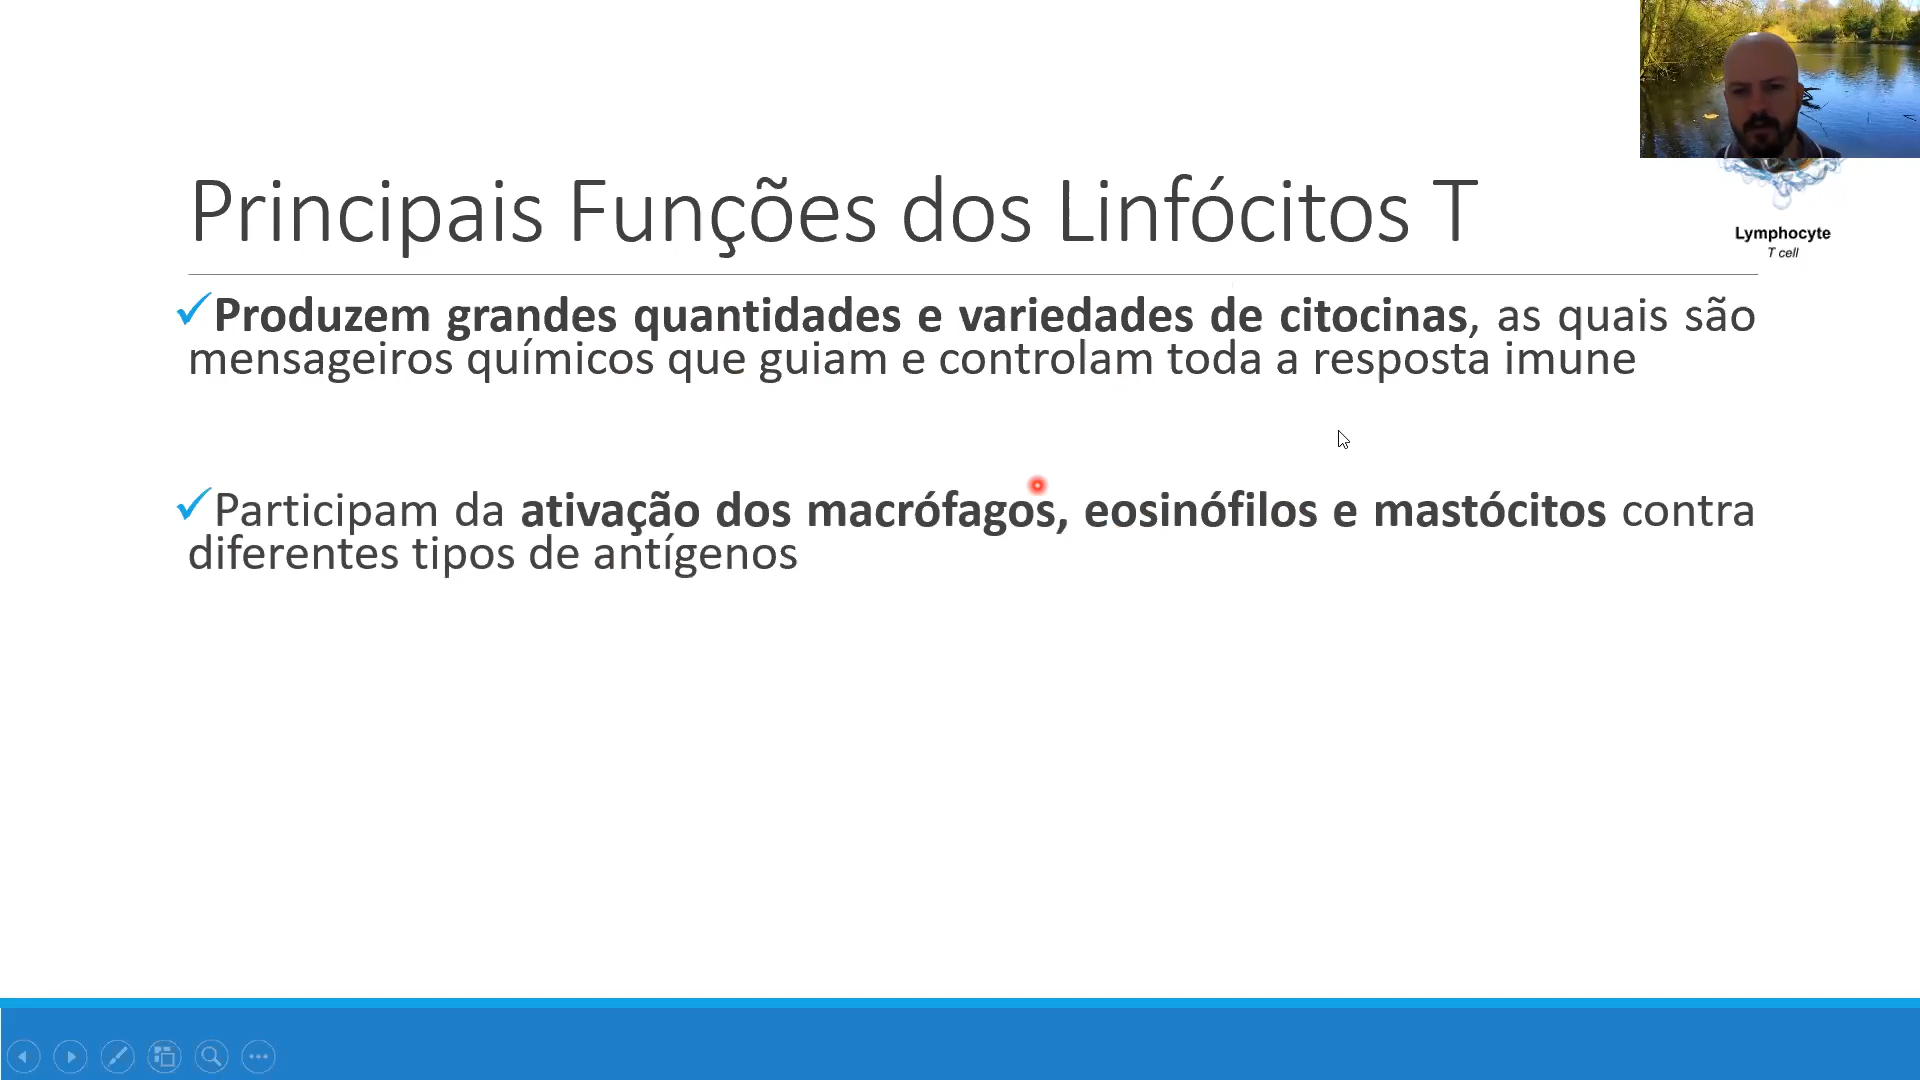 Principais Funções dos Linfócitos T
Lymphocyte
T cell
Produzem grandes quantidades e variedades de citocinas, as quais são
mensageiros químicos que guiam e controlam toda a resposta imune
Participam da ativação dos macrófagos, eosinófilos e mastócitos contra
diferentes tipos de antígenos